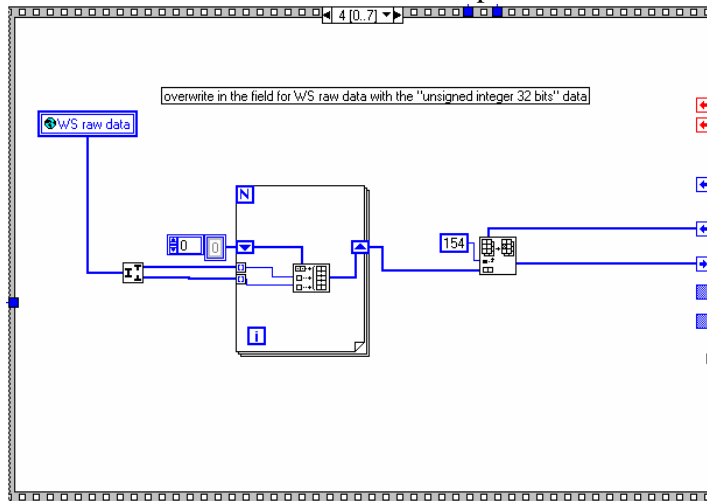 4 [0..7]
overwrite in the field for WS raw data with the "unsigned integer 32 bits" data
WS raw data
N
0
0
154
i